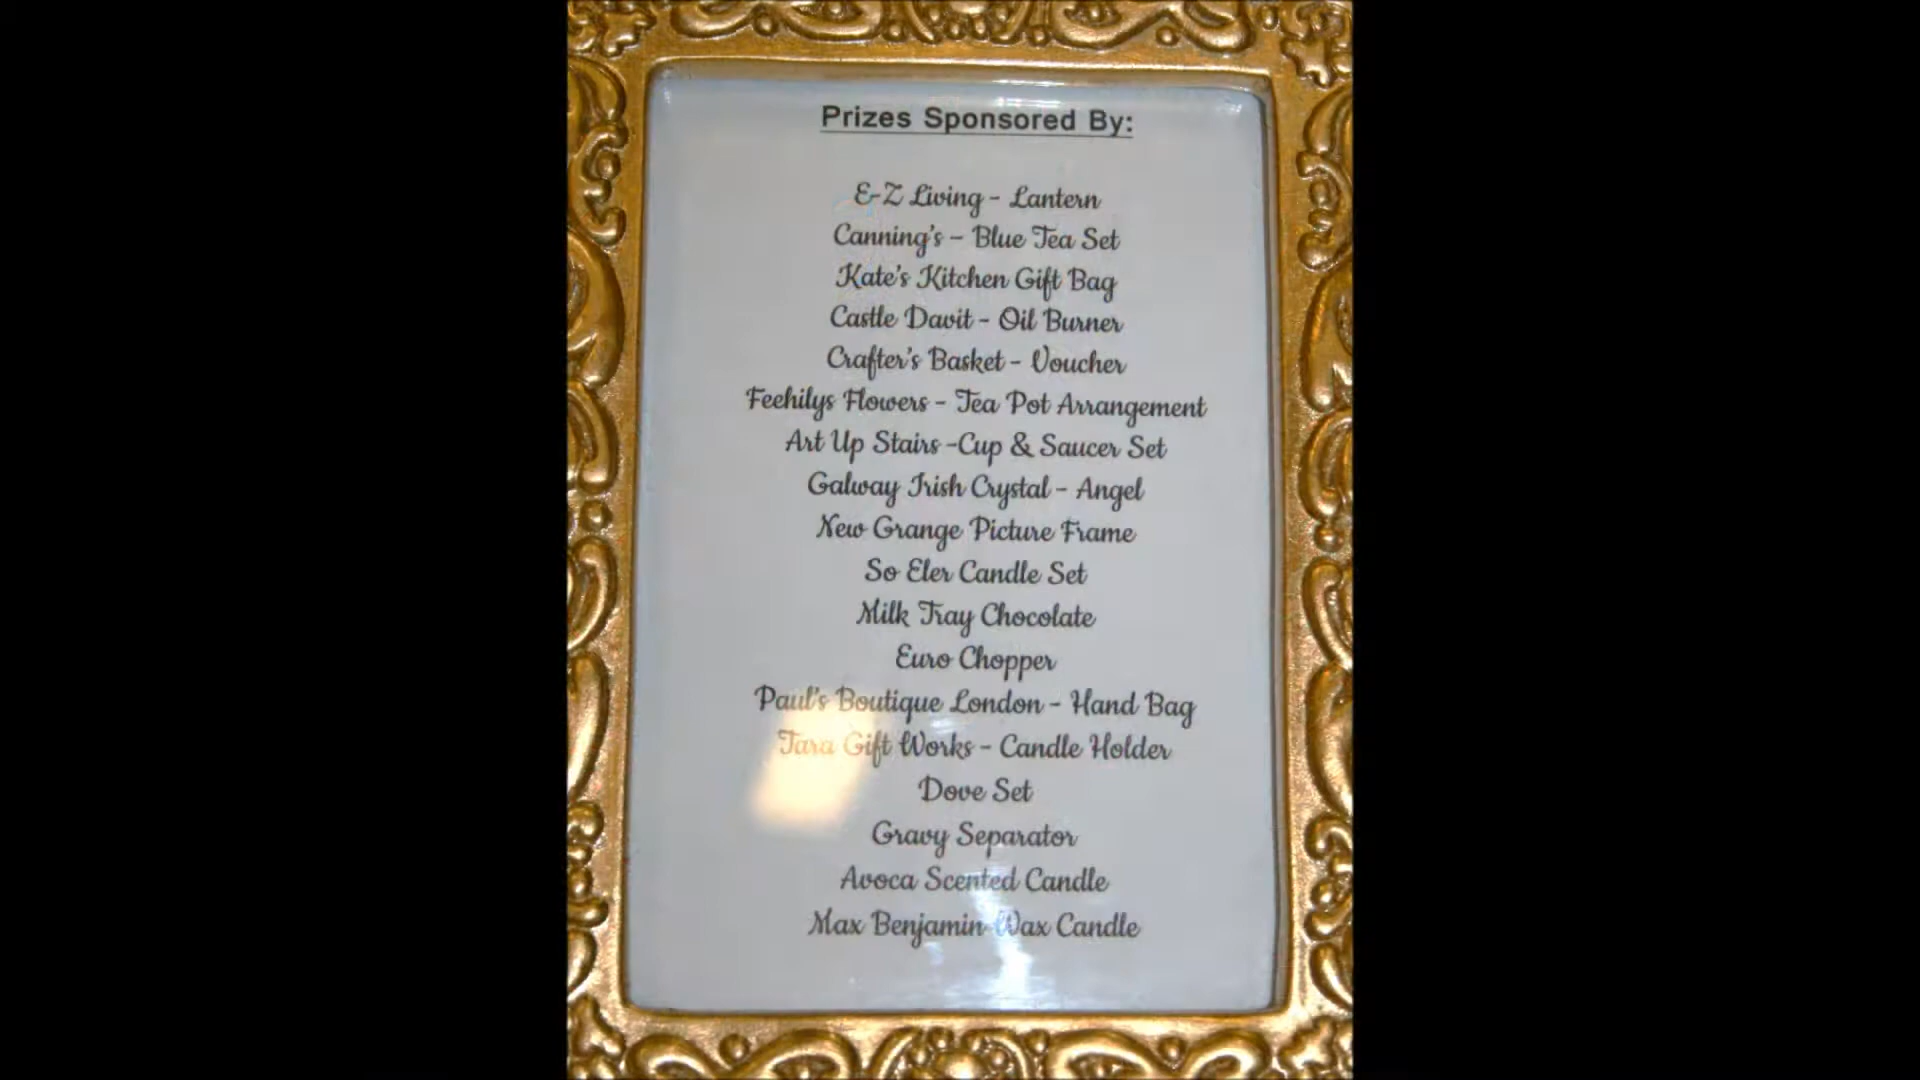 Prizes Sponsored By:
E-Z Living - Lantern
Canning's - Blue Tea Set
Kate's Kitchen Gift Bag
Castle Davit - Oil Burner
Crafter's Basket - Voucher
Feehilys Flowers - Tea Pot Arrangement
Art Up Stairs -Cup & Saucer Set
Galway Irish Crystal - Angel
New Grange Picture Frame
So Eler Candle Set
Milk Tray Chocolate
Euro Chopper
Paul's Boutique London - Hand Bag
Tara Gift Works - Candle Holder
Dove Set
Gravy Separator
Avoca Scented Candle
Max Benjamin Wax Candle